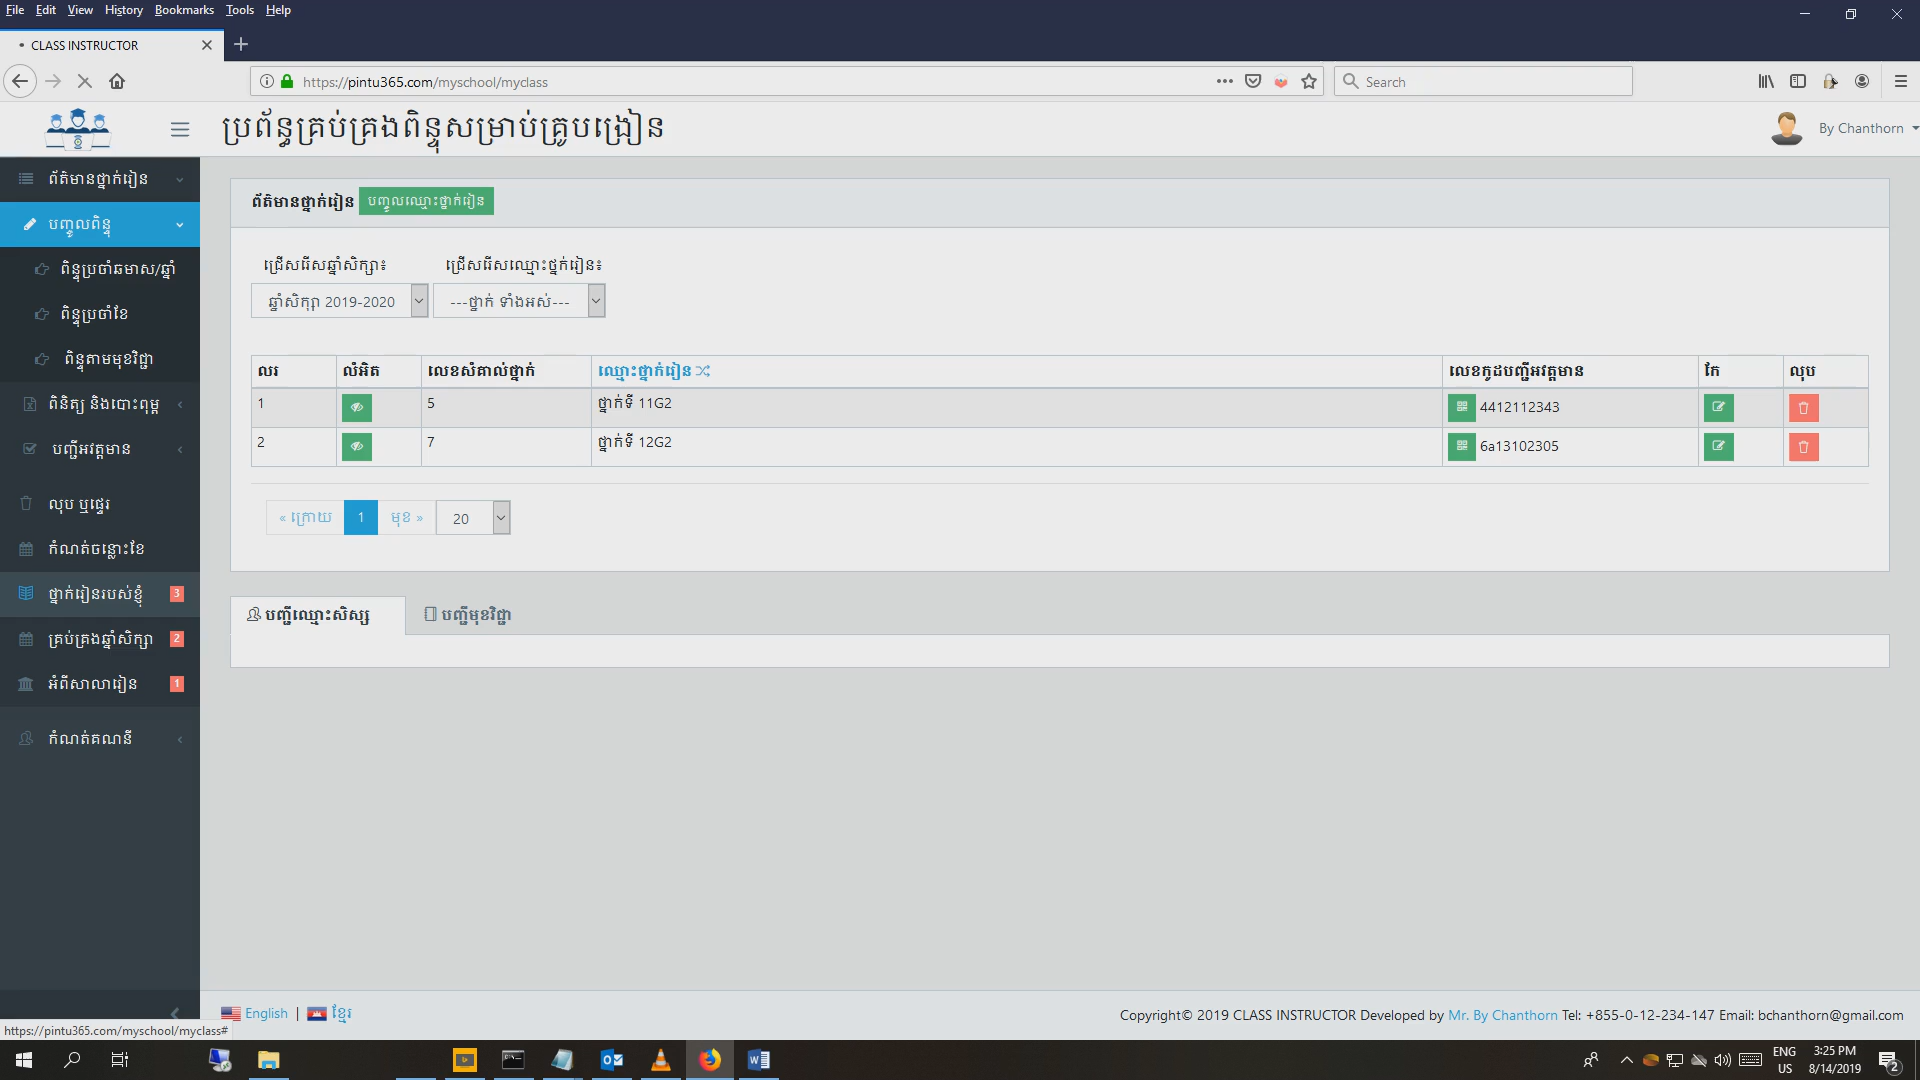 File Edit View History Bookmarks Tools Help
CLASS INSTRUCTOR
https://pintu365.com/myschool/myclass
Search
ប្រព័ន្ធគ្រប់គ្រងពិន្ទុសម្រាប់គ្រូបង្រៀន
By Chanthorn
ព័ត៌មានថ្នាក់រៀន
បញ្ចូលពិន្ទុ
ពិន្ទុប្រចាំឆមាស/ឆ្នាំ
ពិន្ទុប្រចាំខែ
ពិន្ទុតាមមុខវិជ្ជា
ពិនិត្យ និងបោះពុម្ព
បញ្ជីអវត្តមាន
លុប ឬផ្ទេរ
កំណត់ចន្លោះខែ
ថ្នាក់រៀនរបស់ខ្ញុំ 3
គ្រប់គ្រងឆ្នាំសិក្សា 2
អំពីសាលារៀន 1
កំណត់គណនី
ព័ត៌មានថ្នាក់រៀន បញ្ចូលឈ្មោះថ្នាក់រៀន
ជ្រើសរើសឆ្នាំសិក្សា៖ ជ្រើសរើសឈ្មោះថ្នក់រៀន៖
ឆ្នាំសិក្សា 2019-2020 ---ថ្នាក់ ទាំងអស់---
លរ លំអិត លេខសំគាល់ថ្នាក់ ឈ្មោះថ្នាក់រៀន លេខកូដបញ្ជីអវត្តមាន កែ លុប
1 5 ថ្នាក់ទី 11G2 4412112343
2 7 ថ្នាក់ទី 12G2 6a13102305
« ក្រោយ 1 មុខ » 20
បញ្ជីឈ្មោះសិស្ស បញ្ជីមុខវិជ្ជា
English | ខ្មែរ
Copyright© 2019 CLASS INSTRUCTOR Developed by Mr. By Chanthorn Tel: +855-0-12-234-147 Email: bchanthorn@gmail.com
https://pintu365.com/myschool/myclass#
ENG
US
3:25 PM
8/14/2019
2